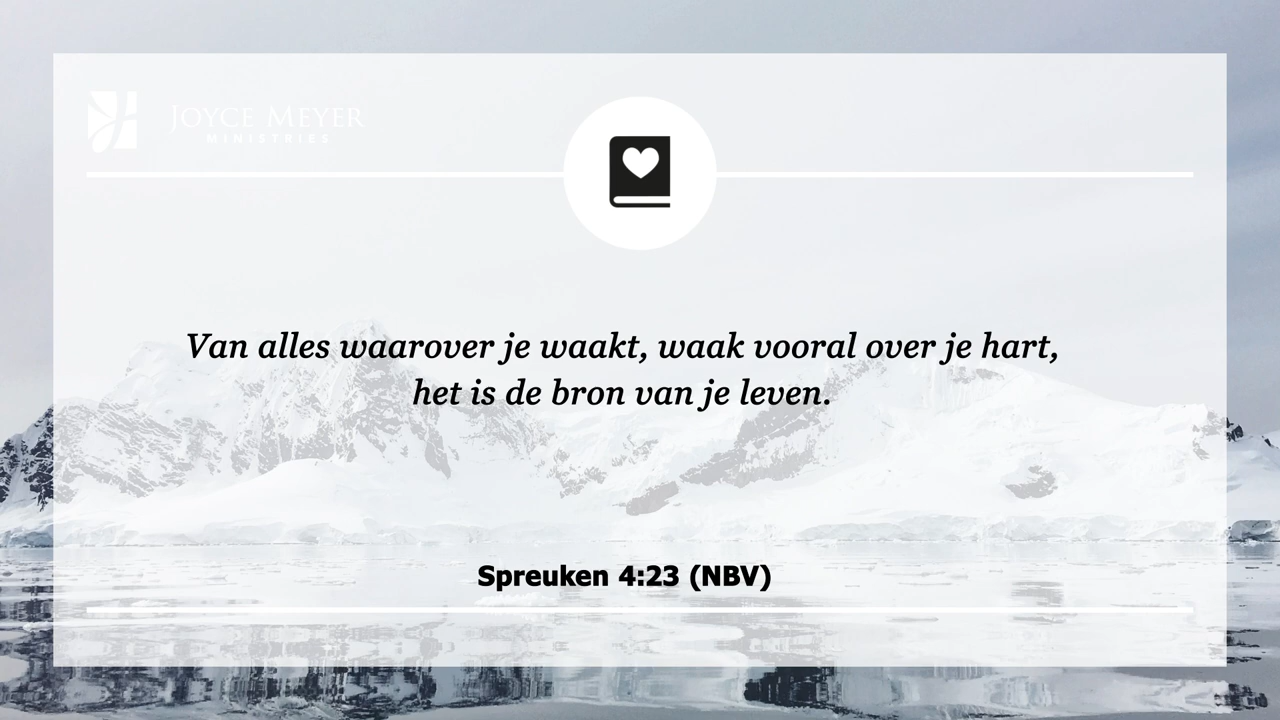 JOYCE MEYER
MINISTRIES
Van alles waarover je waakt, waak vooral over je hart,
het is de bron van je leven.
Spreuken 4:23 (NBV)